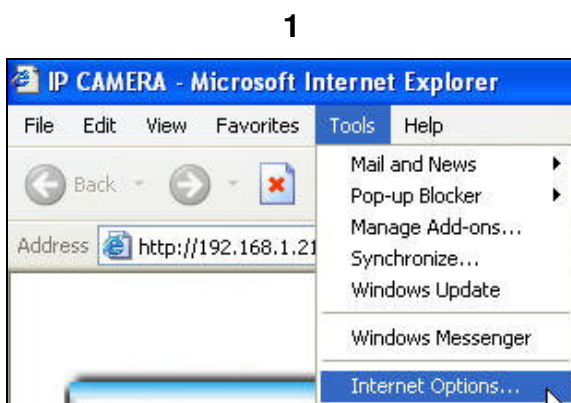 1
IP CAMERA - Microsoft Internet Explorer
File Edit View Favorites Tools Help
Back
Address http://192.168.1.21
Mail and News
Pop-up Blocker
Manage Add-ons...
Synchronize...
Windows Update
Windows Messenger
Internet Options...